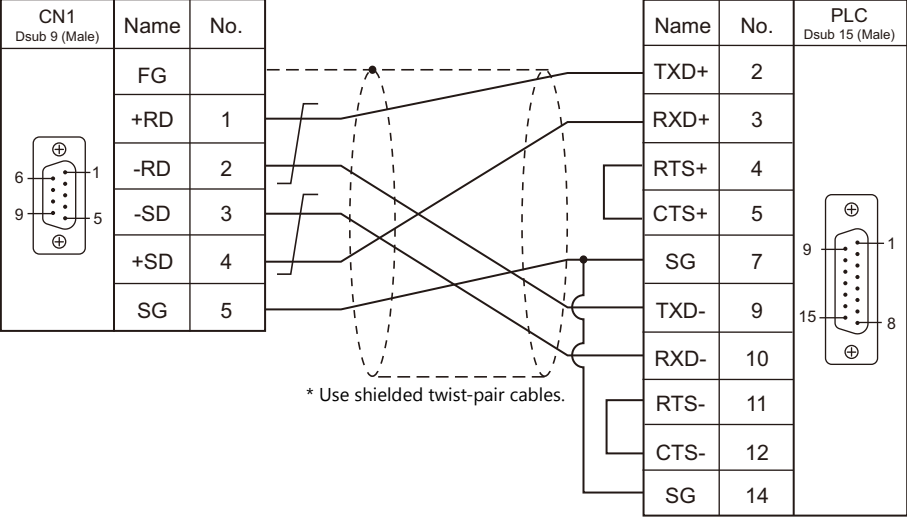 CN1
Dsub 9 (Male)
Name No.
FG
+RD 1
-RD 2
-SD 3
+SD 4
SG 5
6 1
9 5
* Use shielded twist-pair cables.
Name No.
PLC
Dsub 15 (Male)
TXD+ 2
RXD+ 3
RTS+ 4
CTS+ 5
SG 7
TXD- 9
RXD- 10
RTS- 11
CTS- 12
SG 14
9 1
15 8